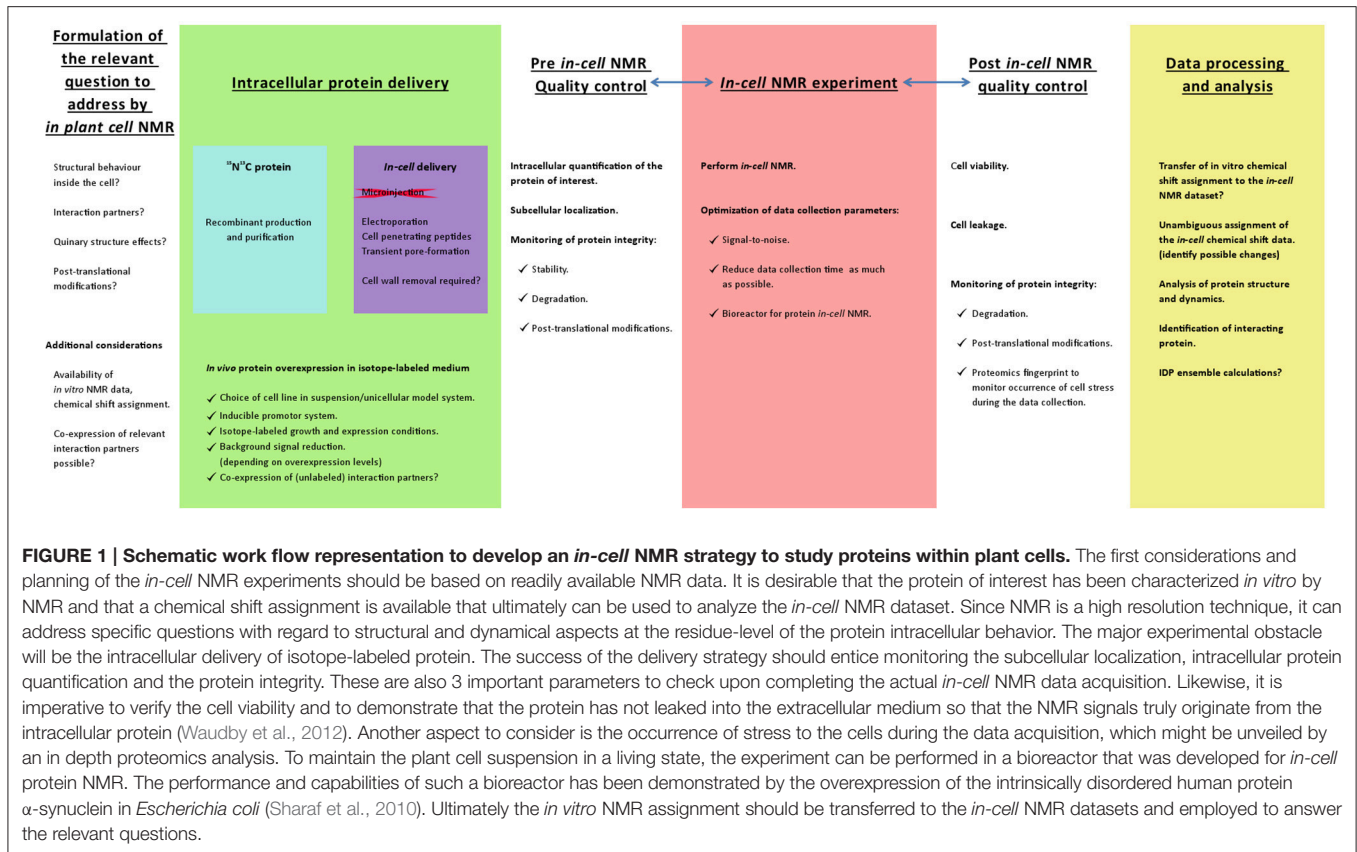 Formulation of
the relevant
question to
address by
in plant cell NMR
Structural behaviour
inside the cell?
Interaction partners?
Quinary structure effects?
Post-translational
modifications?
Additional considerations
Availability of
in vitro NMR data,
chemical shift assignment.
Co-expression of relevant
interaction partners
possible?
Intracellular protein delivery
¹⁵N¹³C protein
Recombinant production
and purification
In-cell delivery
Microinjection
Electroporation
Cell penetrating peptides
Transient pore-formation
Cell wall removal required?
In vivo protein overexpression in isotope-labeled medium
✓ Choice of cell line in suspension/unicellular model system.
✓ Inducible promotor system.
✓ Isotope-labeled growth and expression conditions.
✓ Background signal reduction.
(depending on overexpression levels)
✓ Co-expression of (unlabeled) interaction partners?
Pre in-cell NMR
Quality control
Intracellular quantification of the
protein of interest.
Subcellular localization.
Monitoring of protein integrity:
✓ Stability.
✓ Degradation.
✓ Post-translational modifications.
In-cell NMR experiment
Perform in-cell NMR.
Optimization of data collection parameters:
✓ Signal-to-noise.
✓ Reduce data collection time as much
as possible.
✓ Bioreactor for protein in-cell NMR.
Post in-cell NMR
quality control
Cell viability.
Cell leakage.
Monitoring of protein integrity:
✓ Degradation.
✓ Post-translational modifications.
✓ Proteomics fingerprint to
monitor occurrence of cell stress
during the data collection.
Data processing
and analysis
Transfer of in vitro chemical
shift assignment to the in-cell
NMR dataset?
Unambiguous assignment of
the in-cell chemical shift data.
(identify possible changes)
Analysis of protein structure
and dynamics.
Identification of interacting
protein.
IDP ensemble calculations?
FIGURE 1 | Schematic work flow representation to develop an in-cell NMR strategy to study proteins within plant cells. The first considerations and
planning of the in-cell NMR experiments should be based on readily available NMR data. It is desirable that the protein of interest has been characterized in vitro by
NMR and that a chemical shift assignment is available that ultimately can be used to analyze the in-cell NMR dataset. Since NMR is a high resolution technique, it can
address specific questions with regard to structural and dynamical aspects at the residue-level of the protein intracellular behavior. The major experimental obstacle
will be the intracellular delivery of isotope-labeled protein. The success of the delivery strategy should entice monitoring the subcellular localization, intracellular protein
quantification and the protein integrity. These are also 3 important parameters to check upon completing the actual in-cell NMR data acquisition. Likewise, it is
imperative to verify the cell viability and to demonstrate that the protein has not leaked into the extracellular medium so that the NMR signals truly originate from the
intracellular protein (Waudby et al., 2012). Another aspect to consider is the occurrence of stress to the cells during the data acquisition, which might be unveiled by
an in depth proteomics analysis. To maintain the plant cell suspension in a living state, the experiment can be performed in a bioreactor that was developed for in-cell
protein NMR. The performance and capabilities of such a bioreactor has been demonstrated by the overexpression of the intrinsically disordered human protein
α-synuclein in Escherichia coli (Sharaf et al., 2010). Ultimately the in vitro NMR assignment should be transferred to the in-cell NMR datasets and employed to answer
the relevant questions.